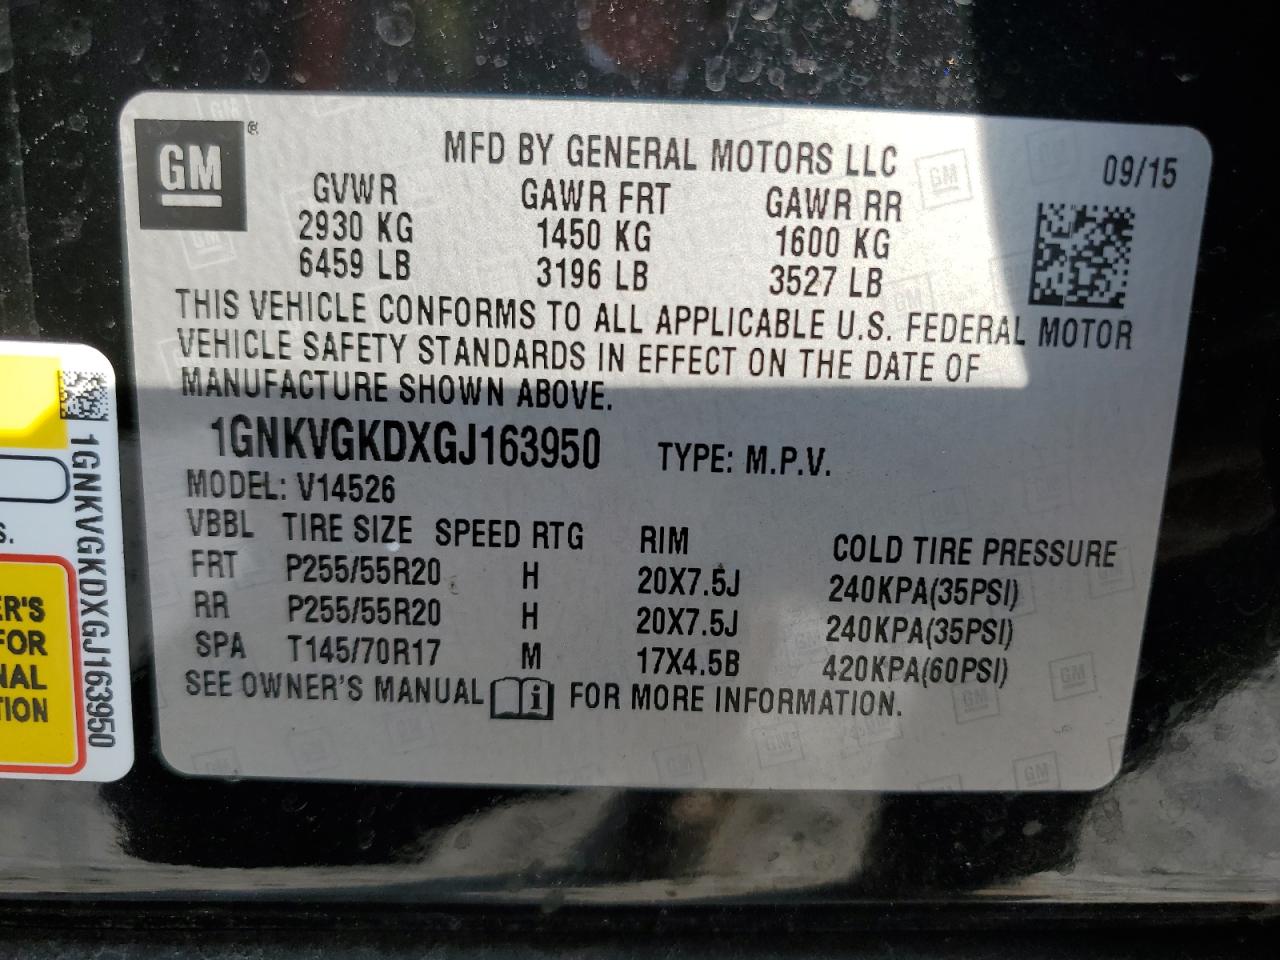 GM
MFD BY GENERAL MOTORS LLC
09/15
GVWR GAWR FRT GAWR RR
2930 KG 1450 KG 1600 KG
6459 LB 3196 LB 3527 LB
THIS VEHICLE CONFORMS TO ALL APPLICABLE U.S. FEDERAL MOTOR
VEHICLE SAFETY STANDARDS IN EFFECT ON THE DATE OF
MANUFACTURE SHOWN ABOVE.
1GNKVGKDXGJ163950 TYPE: M.P.V.
MODEL: V14526
VBBL TIRE SIZE SPEED RTG RIM COLD TIRE PRESSURE
FRT P255/55R20 H 20X7.5J 240KPA(35PSI)
RR P255/55R20 H 20X7.5J 240KPA(35PSI)
SPA T145/70R17 M 17X4.5B 420KPA(60PSI)
SEE OWNER'S MANUAL i FOR MORE INFORMATION.
1GNKVGKDXGJ163950
S.
ER'S
FOR
NAL
TION